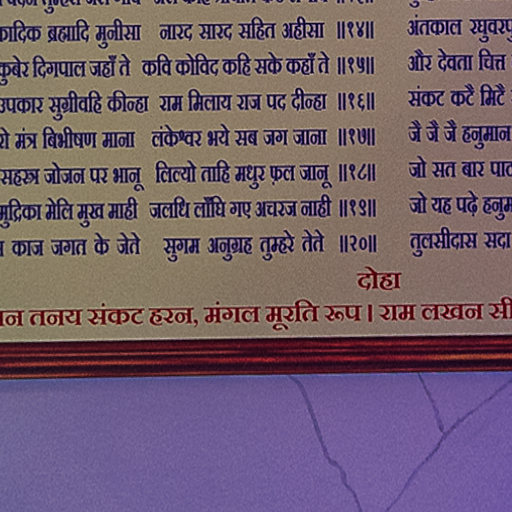 कादिक ब्रह्मादि मुनीसा नारद सारद सहित अहीसा ॥१४॥
कुबेर दिगपाल जहाँ ते कवि कोविद कहि सके कहाँ ते ॥१५॥
उपकार सुग्रीवहि कीन्हा राम मिलाय राज पद दीन्हा ॥१६॥
रो मंत्र बिभीषण माना लंकेश्वर भये सब जग जाना ॥१७॥
सहस्त्र जोजन पर भानू लिल्यो ताहि मधुर फ़ल जानू ॥१८॥
मुद्रिका मेलि मुख माही जलधि लाँघि गए अचरज नाही ॥१९॥
काज जगत के जेते सुगम अनुग्रह तुम्हरे तेते ॥२०॥
अंतकाल रघुवरपु
और देवता चित्त
संकट कटै मिटै
जै जै जै हनुमान
जो सत बार पाठ
जो यह पढ़े हनुम
तुलसीदास सदा
दोहा
न तनय संकट हरन, मंगल मूरति रूप। राम लखन सी